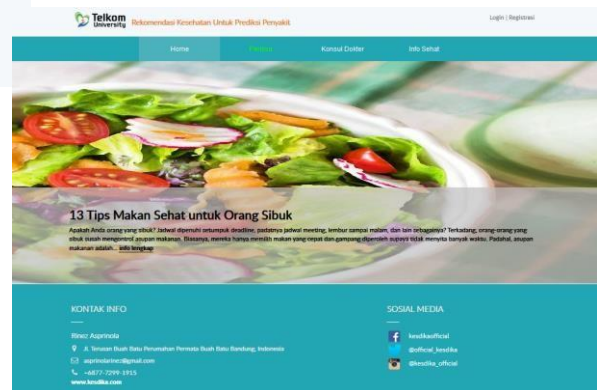 Telkom
University
Rekomendasi Kesehatan Untuk Prediksi Penyakit
Login | Registrasi
Home
Konsul Dokter
Info Sehat
13 Tips Makan Sehat untuk Orang Sibuk
Apakah Anda orang yang sibuk? Jadwal dipenuhi setumpuk deadline, padatnya jadwal meeting, lembur sampai malam, dan lain sebagainya? Terkadang, orang-orang yang
sibuk susah mengontrol asupan makanan. Biasanya, mereka hanya memilih makan yang cepat dan gampang diperoleh supaya tidak menyita banyak waktu. Padahal, asupan
makanan adalah... info lengkap
KONTAK INFO
SOSIAL MEDIA
Binez Asprinola
Jl. Terusan Buah Batu Perumahan Permata Buah Batu Bandung, Indonesia
asprinolarinez@gmail.com
+6877-7299-1915
www.kesdika.com
kesdikaofficial
@official_kesdika
@kesdika_official